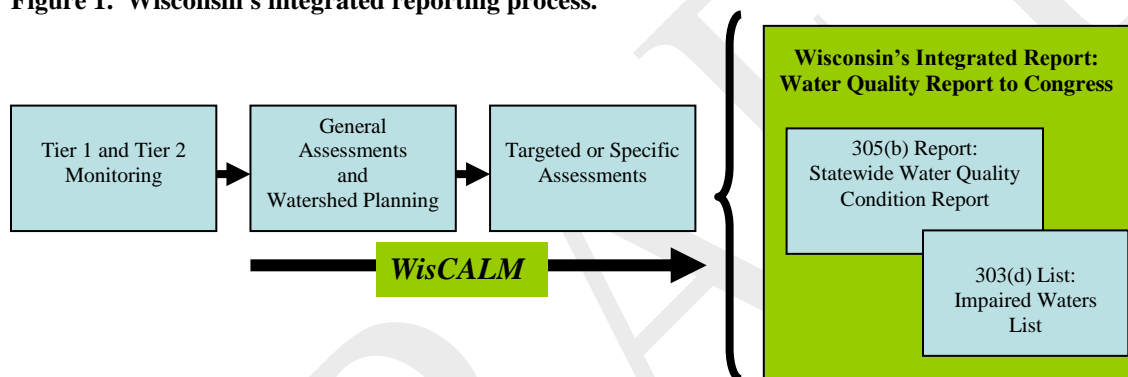 Figure 1. Wisconsin's integrated reporting process.
Tier 1 and Tier 2
Monitoring
General
Assessments
and
Watershed Planning
Targeted or Specific
Assessments
WisCALM
Wisconsin's Integrated Report:
Water Quality Report to Congress
305(b) Report:
Statewide Water Quality
Condition Report
303(d) List:
Impaired Waters
List